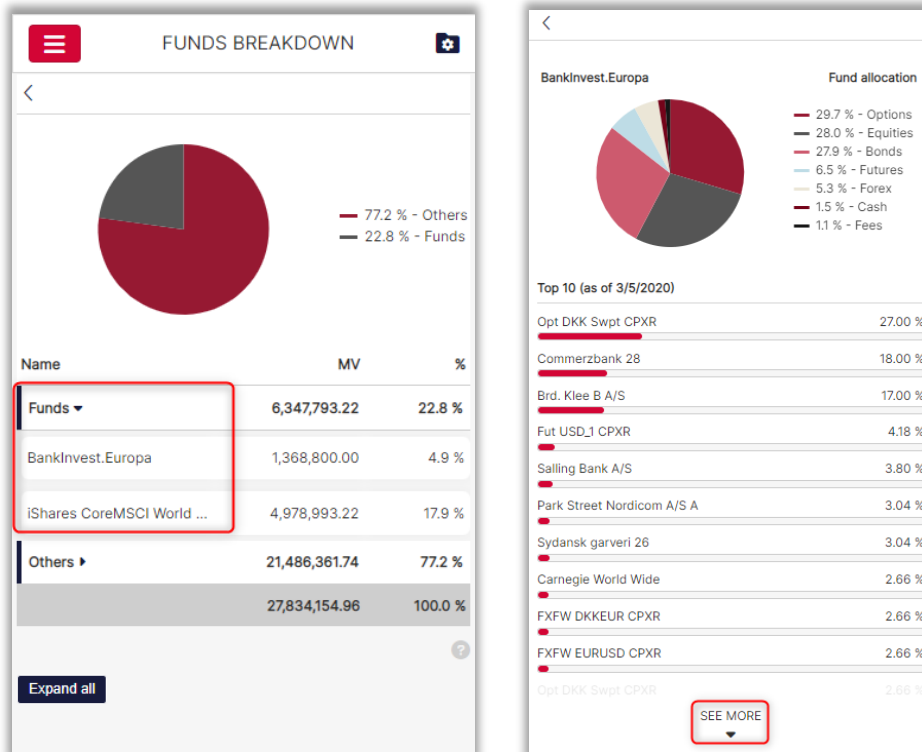 FUNDS BREAKDOWN
77.2 % - Others
22.8 % - Funds
Name MV %
Funds 6,347,793.22 22.8 %
BankInvest.Europa 1,368,800.00 4.9 %
iShares CoreMSCI World ... 4,978,993.22 17.9 %
Others 21,486,361.74 77.2 %
27,834,154.96 100.0 %
?
Expand all
BankInvest.Europa Fund allocation
29.7 % - Options
28.0 % - Equities
27.9 % - Bonds
6.5 % - Futures
5.3 % - Forex
1.5 % - Cash
1.1 % - Fees
Top 10 (as of 3/5/2020)
Opt DKK Swpt CPXR 27.00 %
Commerzbank 28 18.00 %
Brd. Klee B A/S 17.00 %
Fut USD_1 CPXR 4.18 %
Salling Bank A/S 3.80 %
Park Street Nordicom A/S A 3.04 %
Sydansk garveri 26 3.04 %
Carnegie World Wide 2.66 %
FXFW DKKEUR CPXR 2.66 %
FXFW EURUSD CPXR 2.66 %
Opt DKK Swpt CPXR 2.66 %
SEE MORE